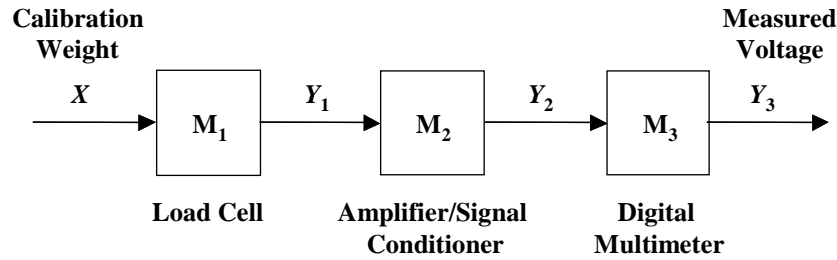 Calibration
Weight
Measured
Voltage
X
Y1
Y2
Y3
M1
M2
M3
Load Cell
Amplifier/Signal
Conditioner
Digital
Multimeter